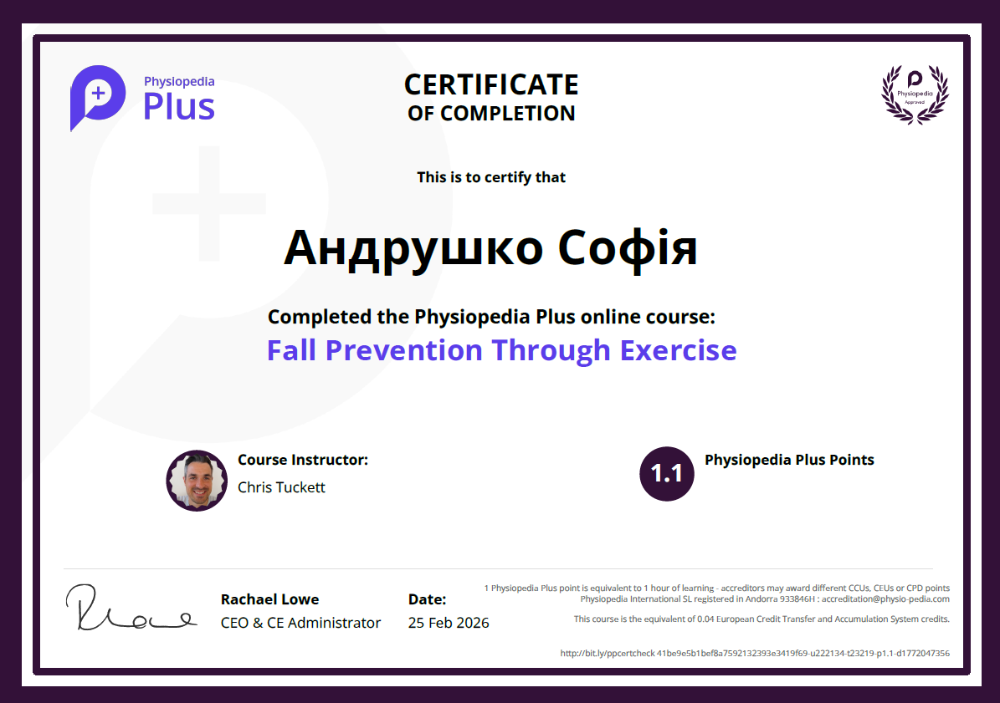 Physiopedia
Plus
CERTIFICATE
OF COMPLETION
Physiopedia
Approved
This is to certify that
Андрушко Софія
Completed the Physiopedia Plus online course:
Fall Prevention Through Exercise
Course Instructor:
Chris Tuckett
1.1
Physiopedia Plus Points
Rachael Lowe
CEO & CE Administrator
Date:
25 Feb 2026
1 Physiopedia Plus point is equivalent to 1 hour of learning - accreditors may award different CCUs, CEUs or CPD points
Physiopedia International SL registered in Andorra 933846H : accreditation@physio-pedia.com
This course is the equivalent of 0.04 European Credit Transfer and Accumulation System credits.
http://bit.ly/ppcertcheck 41be9e5b1bef8a7592132393e3419f69-u222134-t23219-p1.1-d1772047356